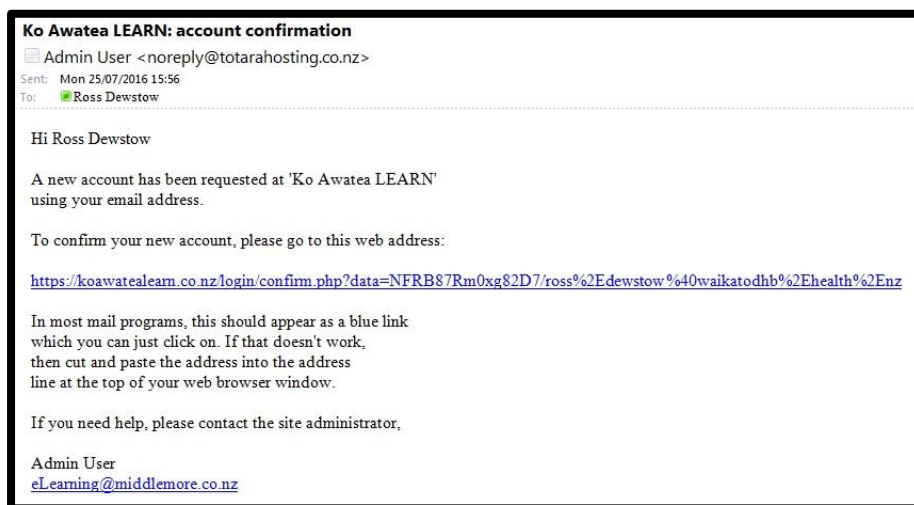 Ko Awatea LEARN: account confirmation
Admin User <noreply@totarahosting.co.nz>
Sent: Mon 25/07/2016 15:56
To: Ross Dewstow
Hi Ross Dewstow
A new account has been requested at 'Ko Awatea LEARN'
using your email address.
To confirm your new account, please go to this web address:
https://koawatealearn.co.nz/login/confirm.php?data=NFRB87Rm0xg82D7/ross%2Edewstow%40waikatodhb%2Ehealth%2Enz
In most mail programs, this should appear as a blue link
which you can just click on. If that doesn't work,
then cut and paste the address into the address
line at the top of your web browser window.
If you need help, please contact the site administrator,
Admin User
eLearning@middlemore.co.nz